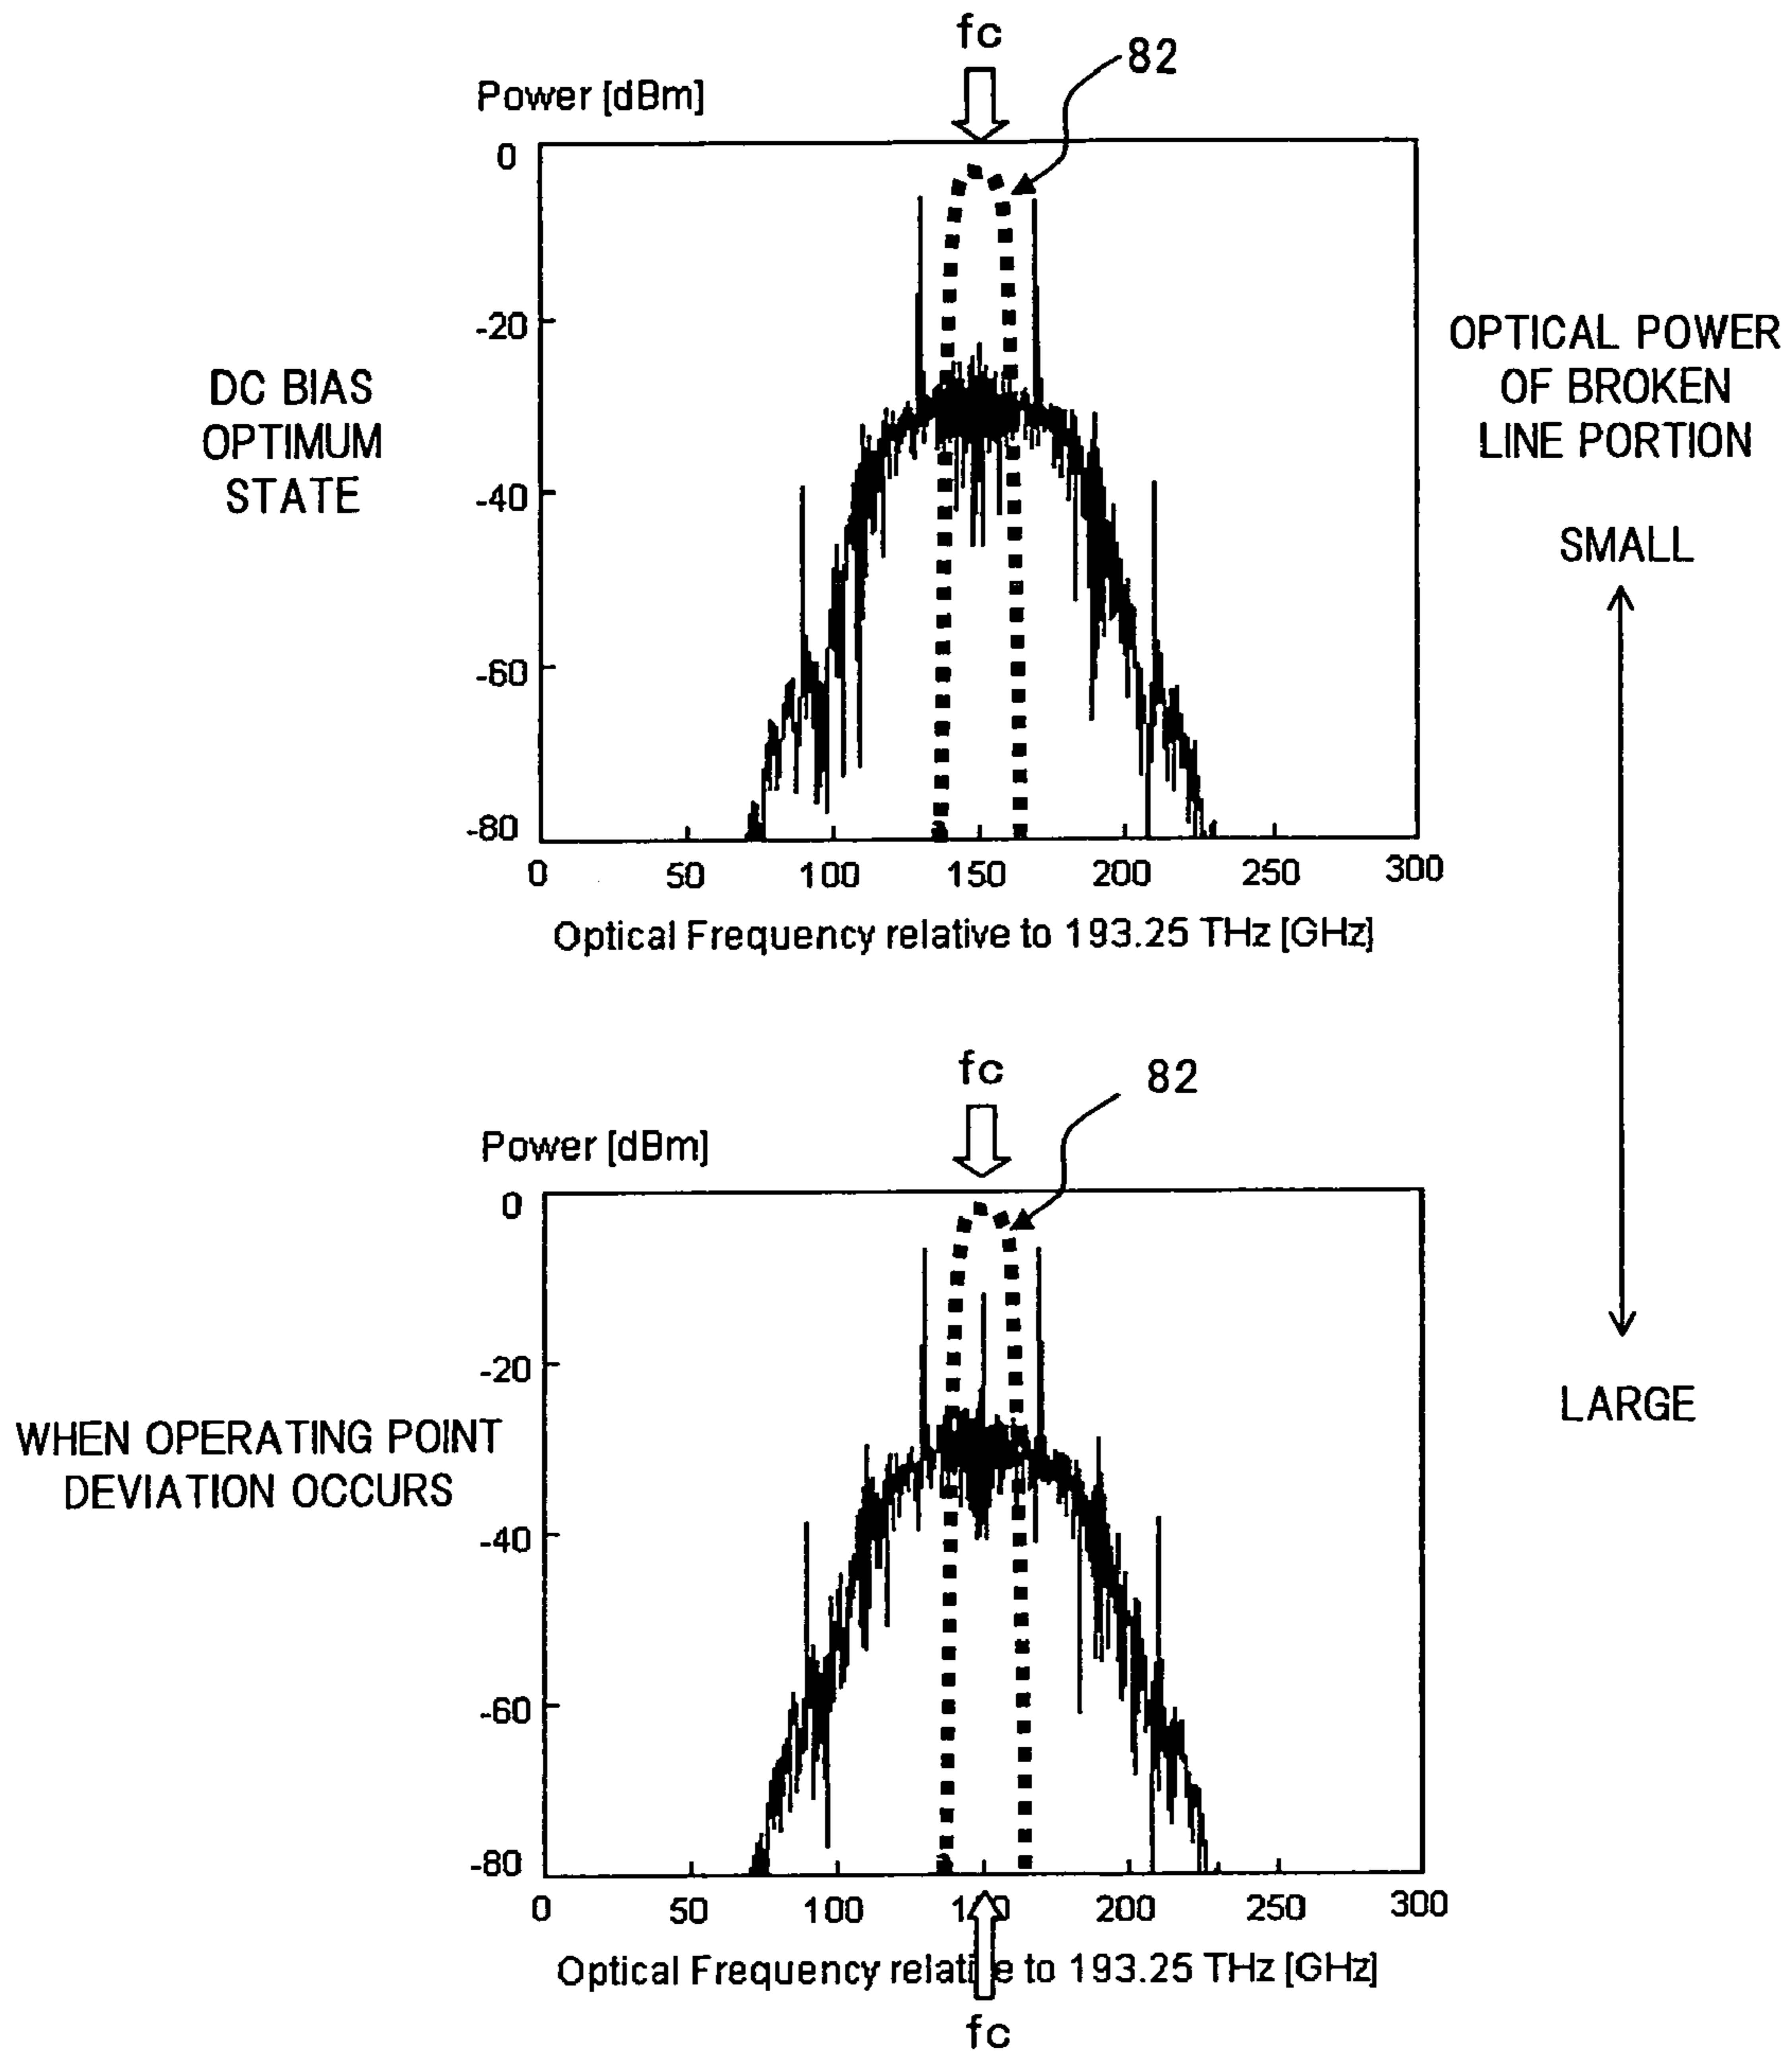 fc
82
Power [dBm]
0
-20
-40
-60
-80
0 50 100 150 200 250 300
Optical Frequency relative to 193.25 THz [GHz]
DC BIAS
OPTIMUM
STATE
OPTICAL POWER
OF BROKEN
LINE PORTION
SMALL
LARGE
fc
82
Power [dBm]
0
-20
-40
-60
-80
0 50 100 150 200 250 300
Optical Frequency relative to 193.25 THz [GHz]
fc
WHEN OPERATING POINT
DEVIATION OCCURS